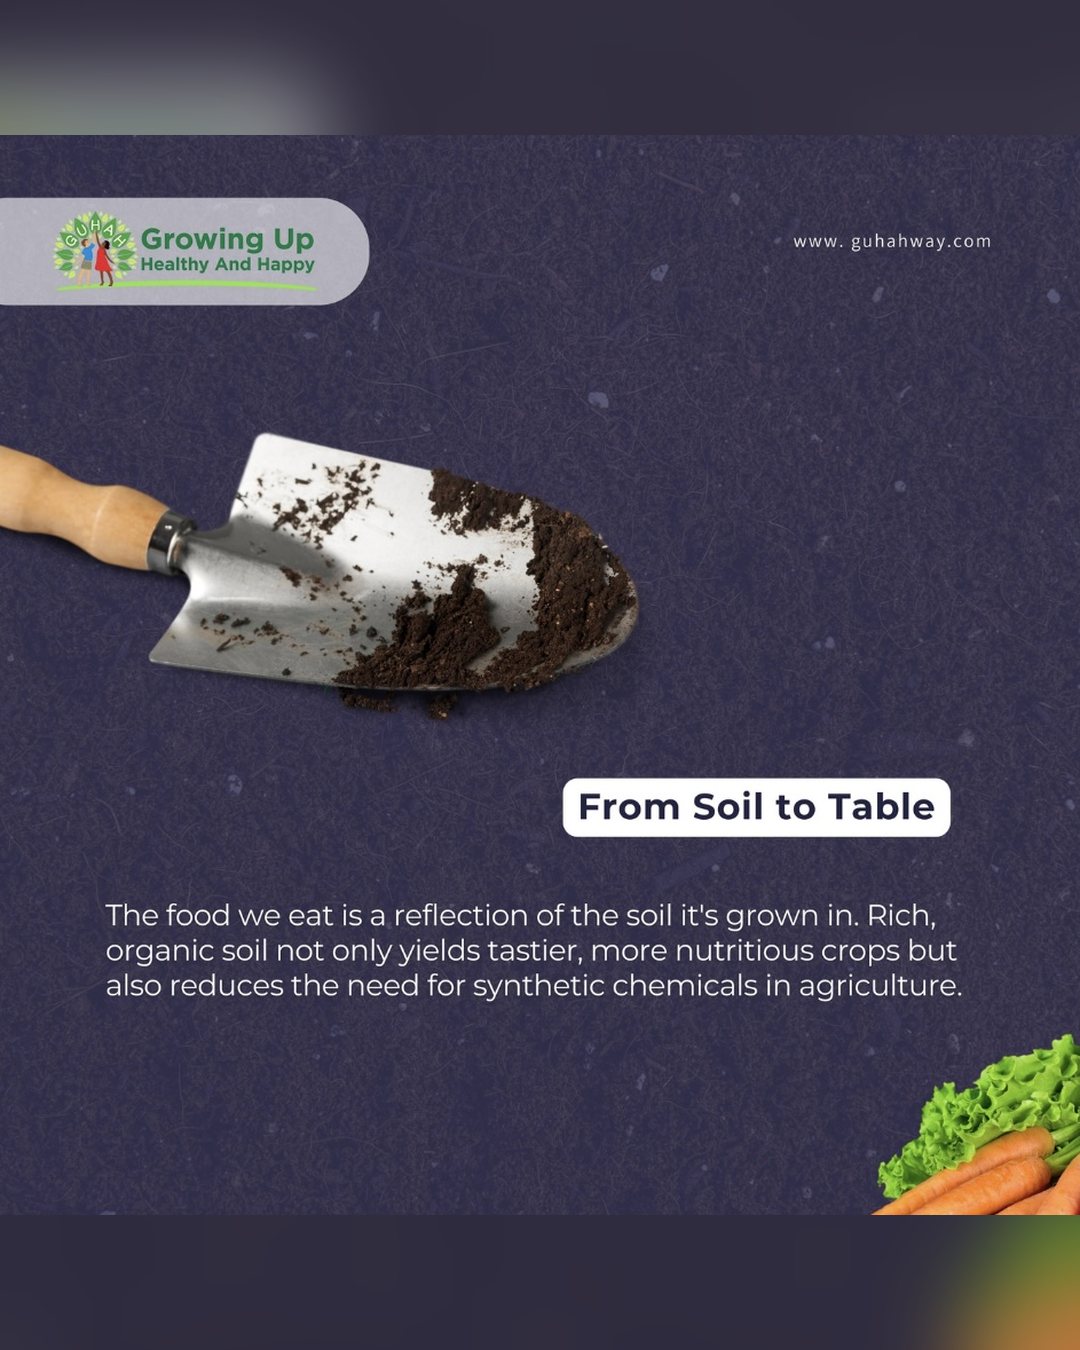 GUHAH
Growing Up
Healthy And Happy
www. guhahway.com
From Soil to Table
The food we eat is a reflection of the soil it's grown in. Rich,
organic soil not only yields tastier, more nutritious crops but
also reduces the need for synthetic chemicals in agriculture.